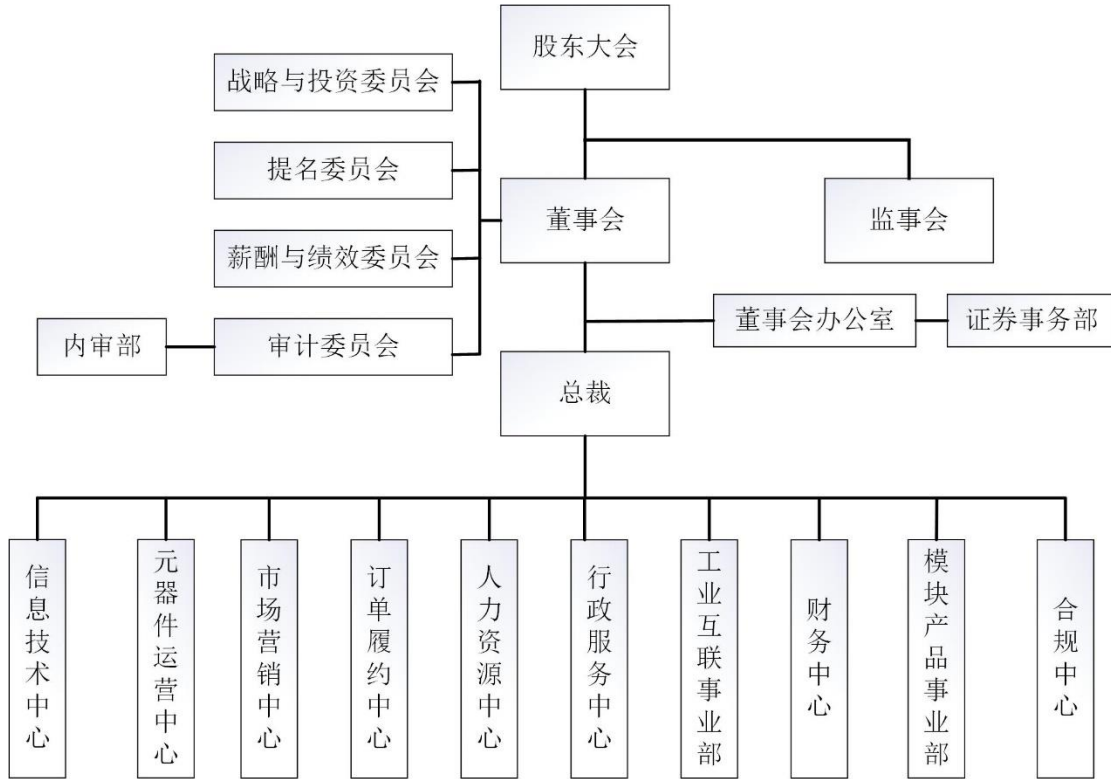 股东大会
战略与投资委员会
提名委员会
董事会
监事会
薪酬与绩效委员会
董事会办公室
证券事务部
内审部
审计委员会
总裁
信息技术中心
元器件运营中心
市场营销中心
订单履约中心
人力资源中心
行政服务中心
工业互联事业部
财务中心
模块产品事业部
合规中心